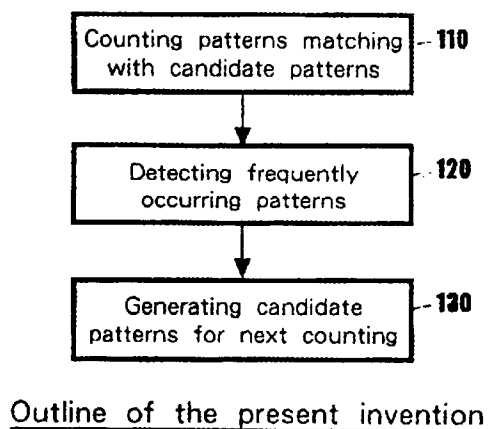 Counting patterns matching
with candidate patterns
110
Detecting frequently
occurring patterns
120
Generating candidate
patterns for next counting
130
Outline of the present invention